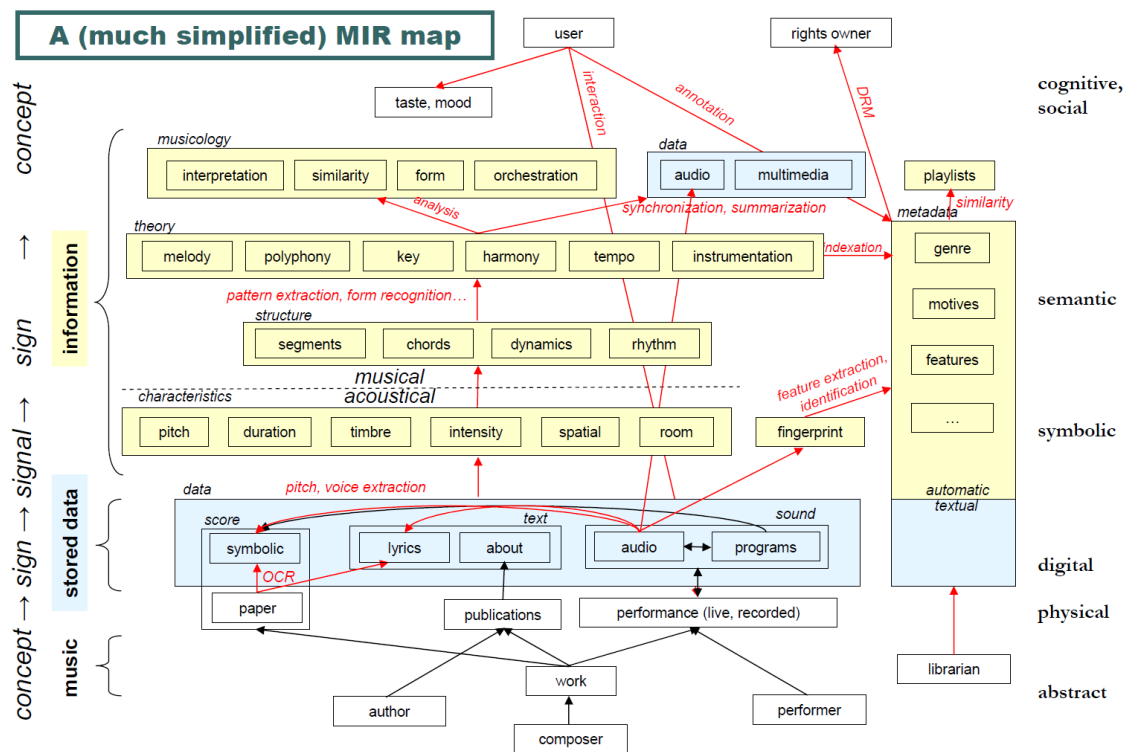 A (much simplified) MIR map
user
rights owner
concept → sign → signal → sign → concept
cognitive,
social
taste, mood
interaction
annotation
DRM
musicology
interpretation
similarity
form
orchestration
data
audio
multimedia
playlists
similarity
analysis
synchronization, summarization
metadata
theory
melody
polyphony
key
harmony
tempo
instrumentation
indexation
genre
information
pattern extraction, form recognition…
semantic
motives
structure
segments
chords
dynamics
rhythm
features
musical
feature extraction,
identification
acoustical
characteristics
pitch
duration
timbre
intensity
spatial
room
fingerprint
…
symbolic
stored data
data
pitch, voice extraction
automatic
textual
score
text
sound
symbolic
lyrics
about
audio
programs
OCR
digital
paper
publications
performance (live, recorded)
physical
music
work
librarian
author
performer
abstract
composer